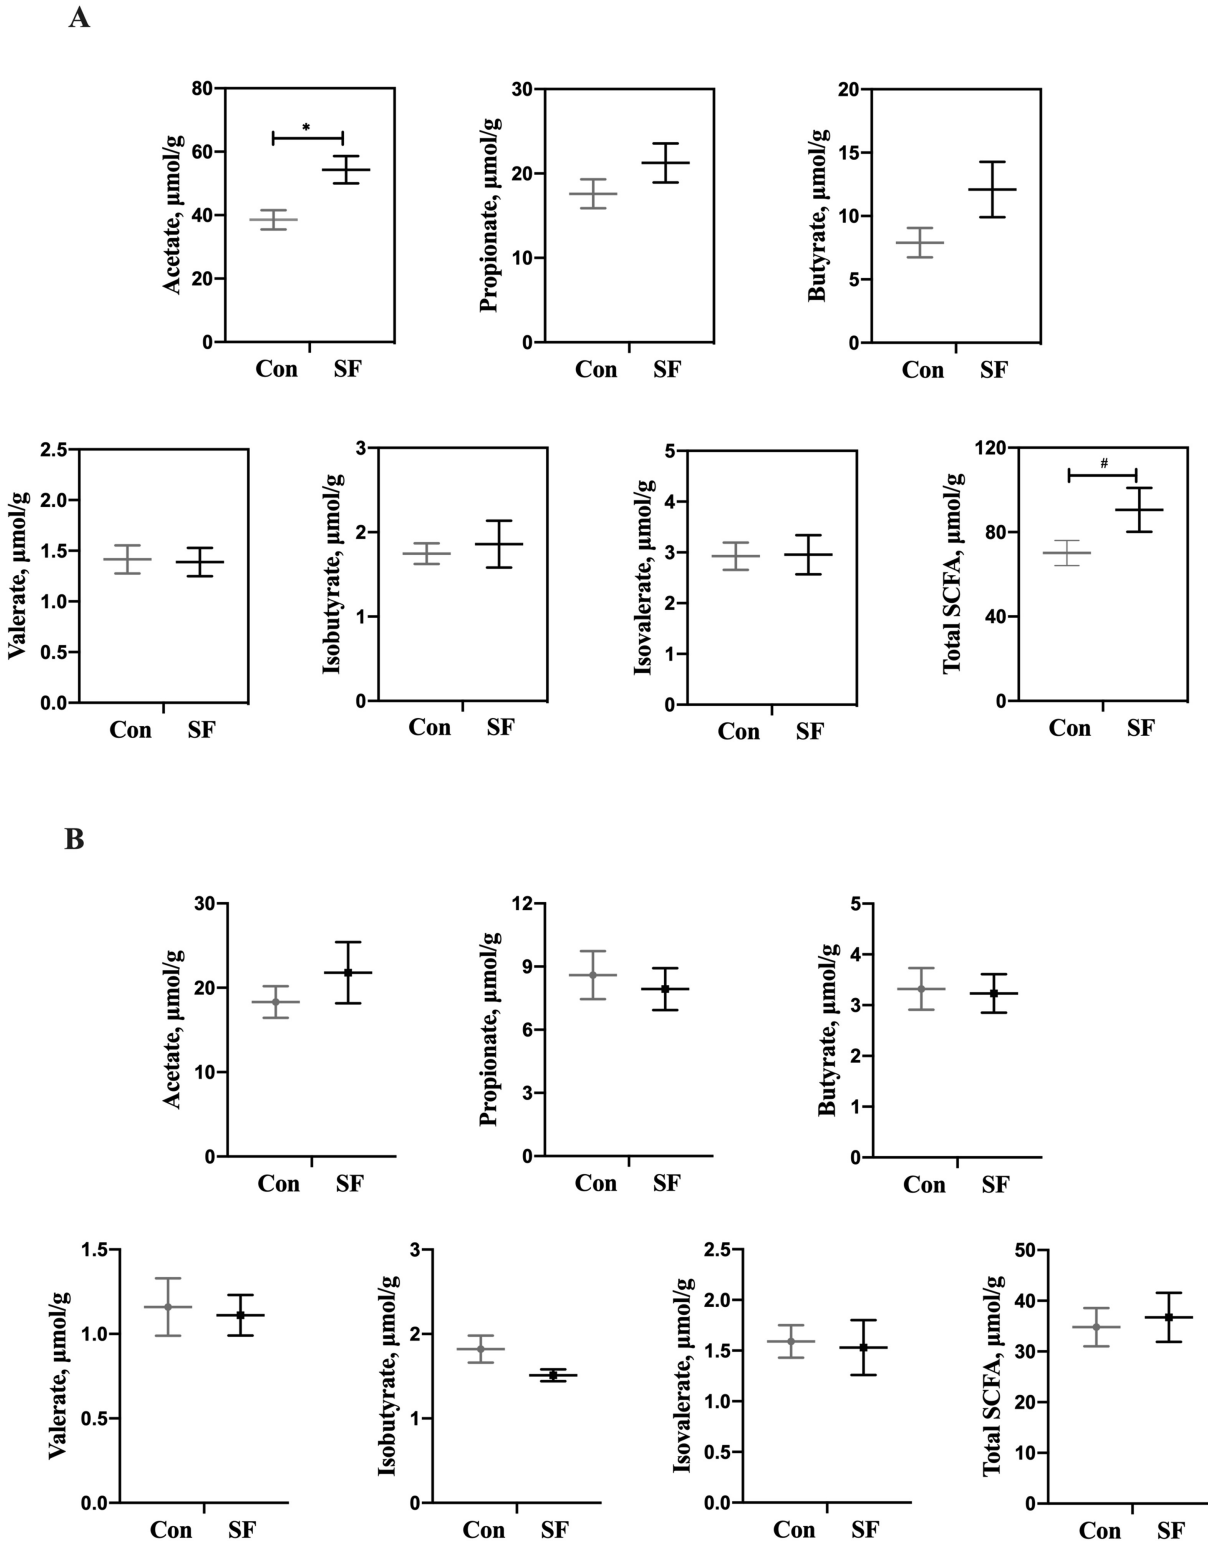 A
Acetate, µmol/g
80
60
40
20
0
*
Con SF
Propionate, µmol/g
30
20
10
0
Con SF
Butyrate, µmol/g
20
15
10
5
0
Con SF
Valerate, µmol/g
2.5
2.0
1.5
1.0
0.5
0.0
Con SF
Isobutyrate, µmol/g
3
2
1
0
Con SF
Isovalerate, µmol/g
5
4
3
2
1
0
Con SF
Total SCFA, µmol/g
120
80
40
0
#
Con SF
B
Acetate, µmol/g
30
20
10
0
Con SF
Propionate, µmol/g
12
9
6
3
0
Con SF
Butyrate, µmol/g
5
4
3
2
1
0
Con SF
Valerate, µmol/g
1.5
1.0
0.5
0.0
Con SF
Isobutyrate, µmol/g
3
2
1
0
Con SF
Isovalerate, µmol/g
2.5
2.0
1.5
1.0
0.5
0.0
Con SF
Total SCFA, µmol/g
50
40
30
20
10
0
Con SF